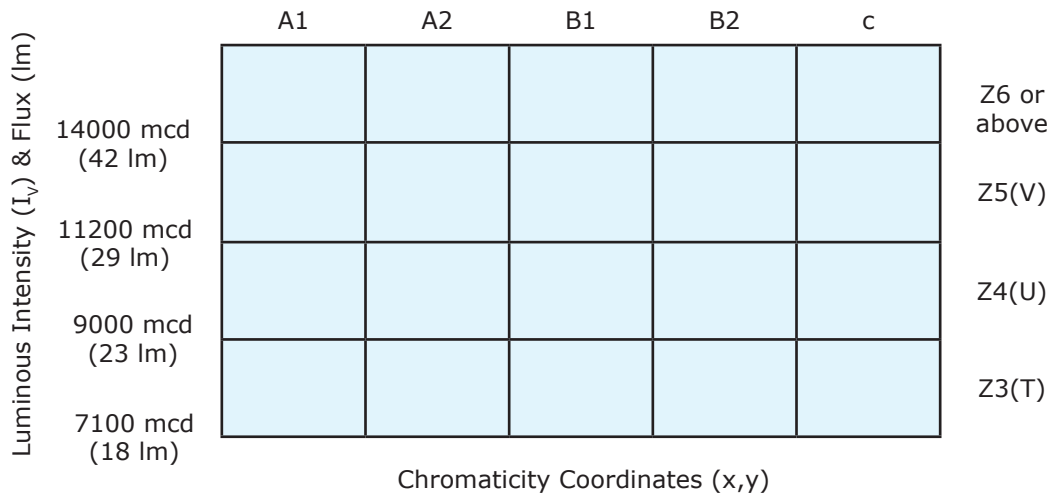 A1 A2 B1 B2 c
Luminous Intensity (Iv) & Flux (lm)
14000 mcd
(42 lm)
11200 mcd
(29 lm)
9000 mcd
(23 lm)
7100 mcd
(18 lm)
Z6 or
above
Z5(V)
Z4(U)
Z3(T)
Chromaticity Coordinates (x,y)